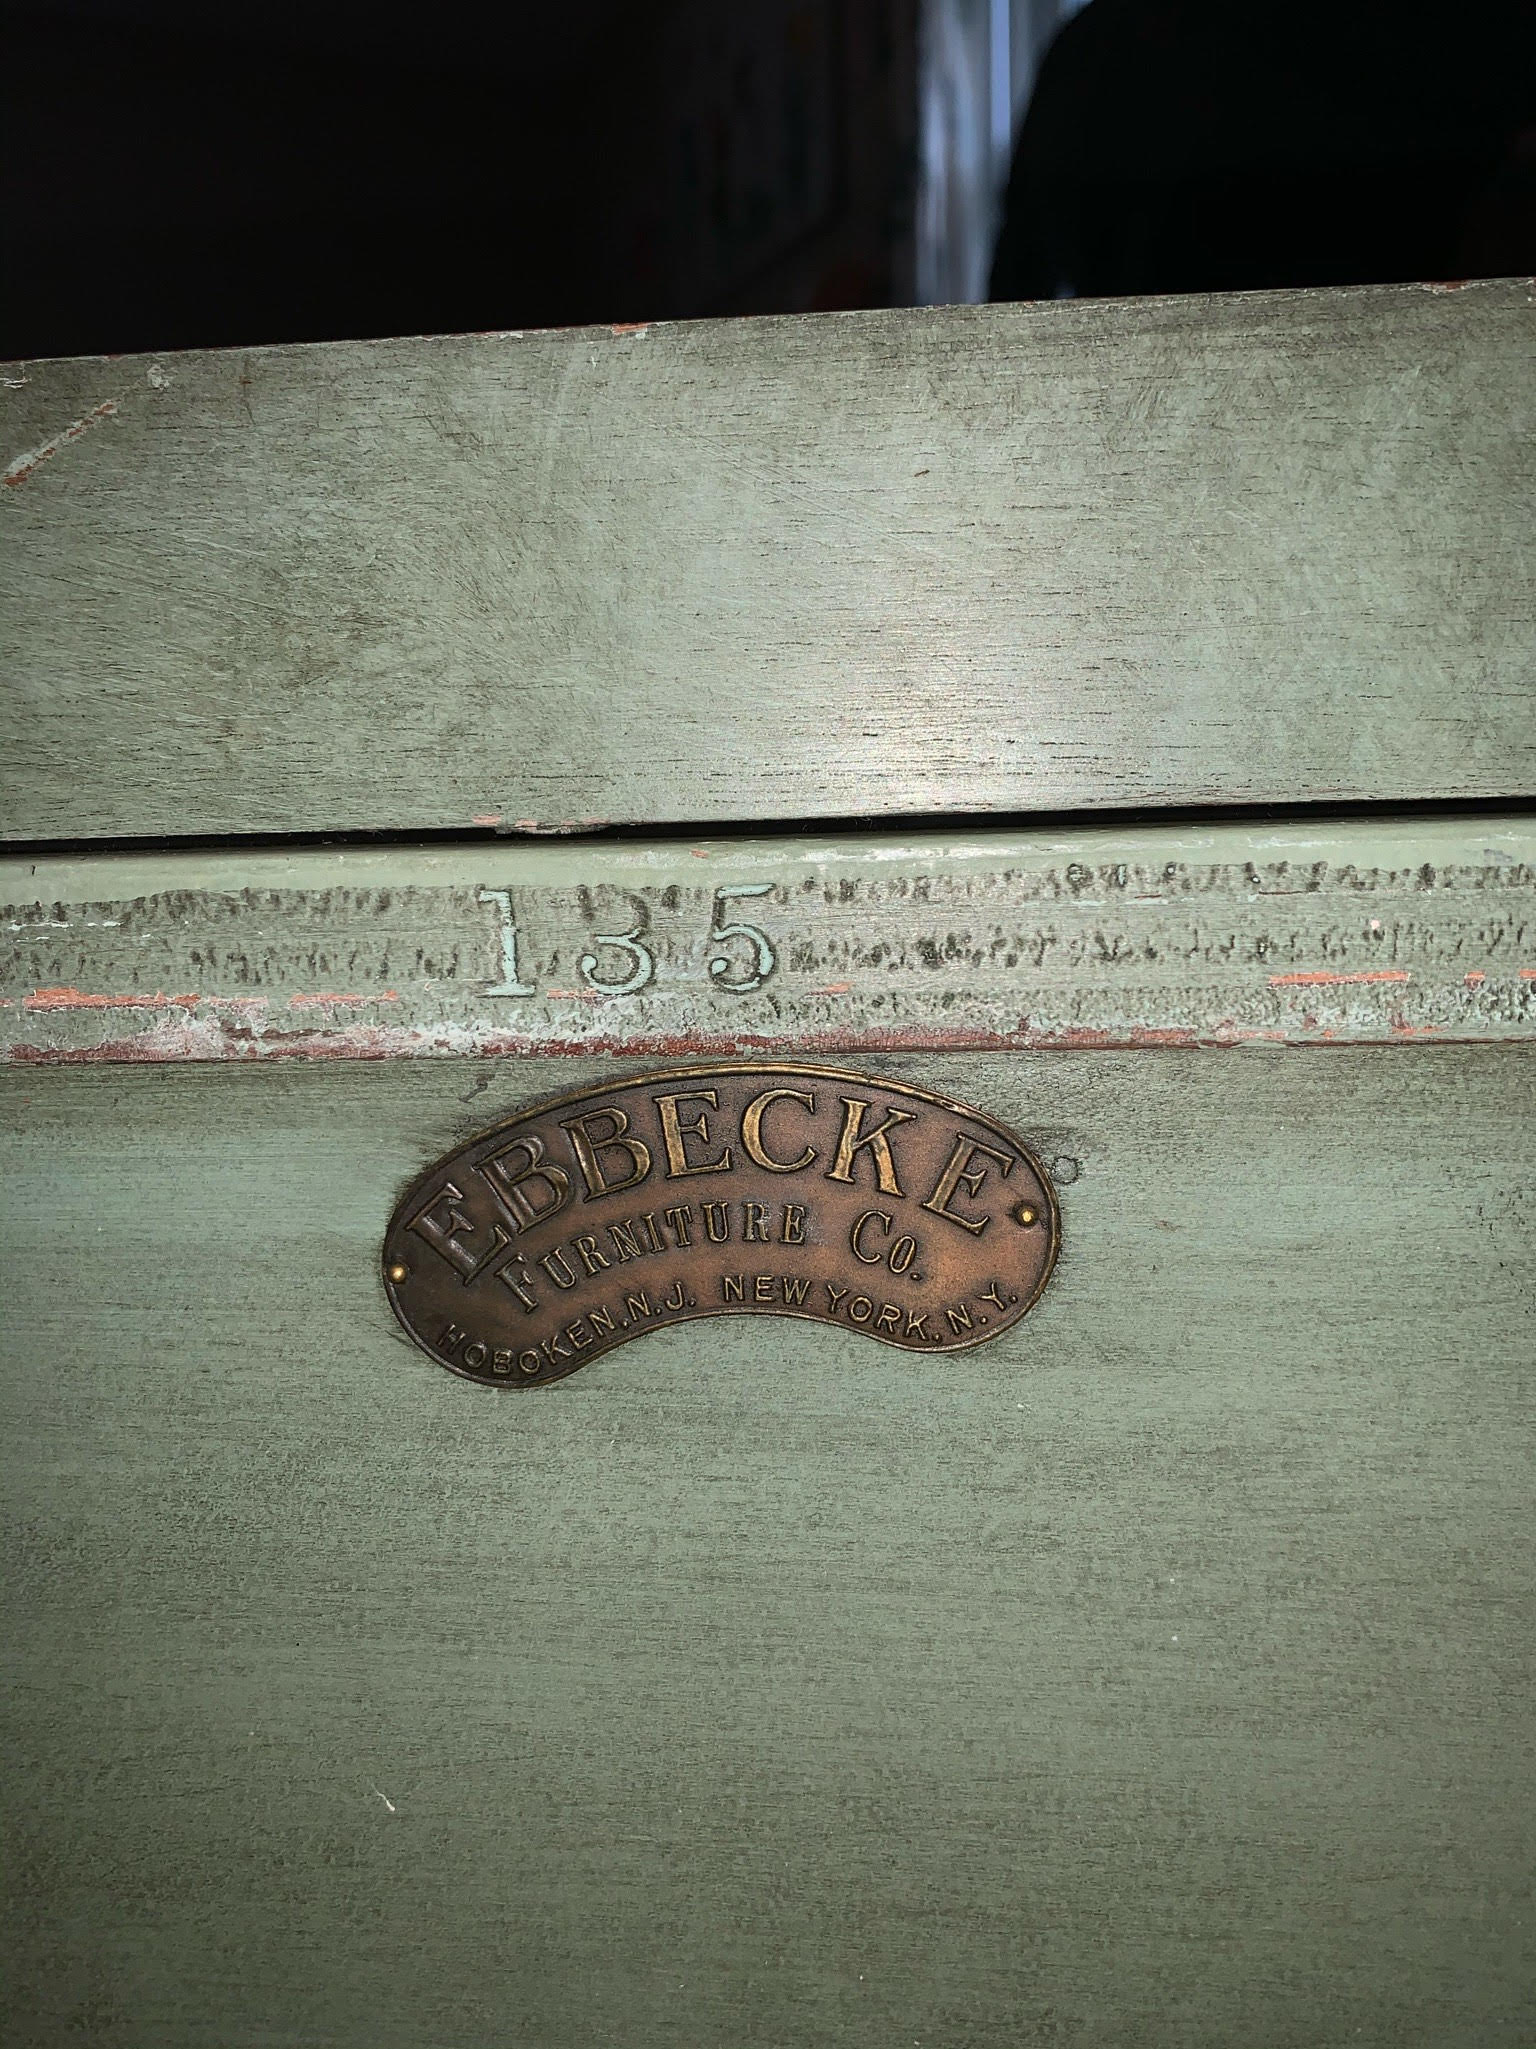 135
EBBECKE
FURNITURE CO.
HOBOKEN, N.J. NEW YORK, N.Y.